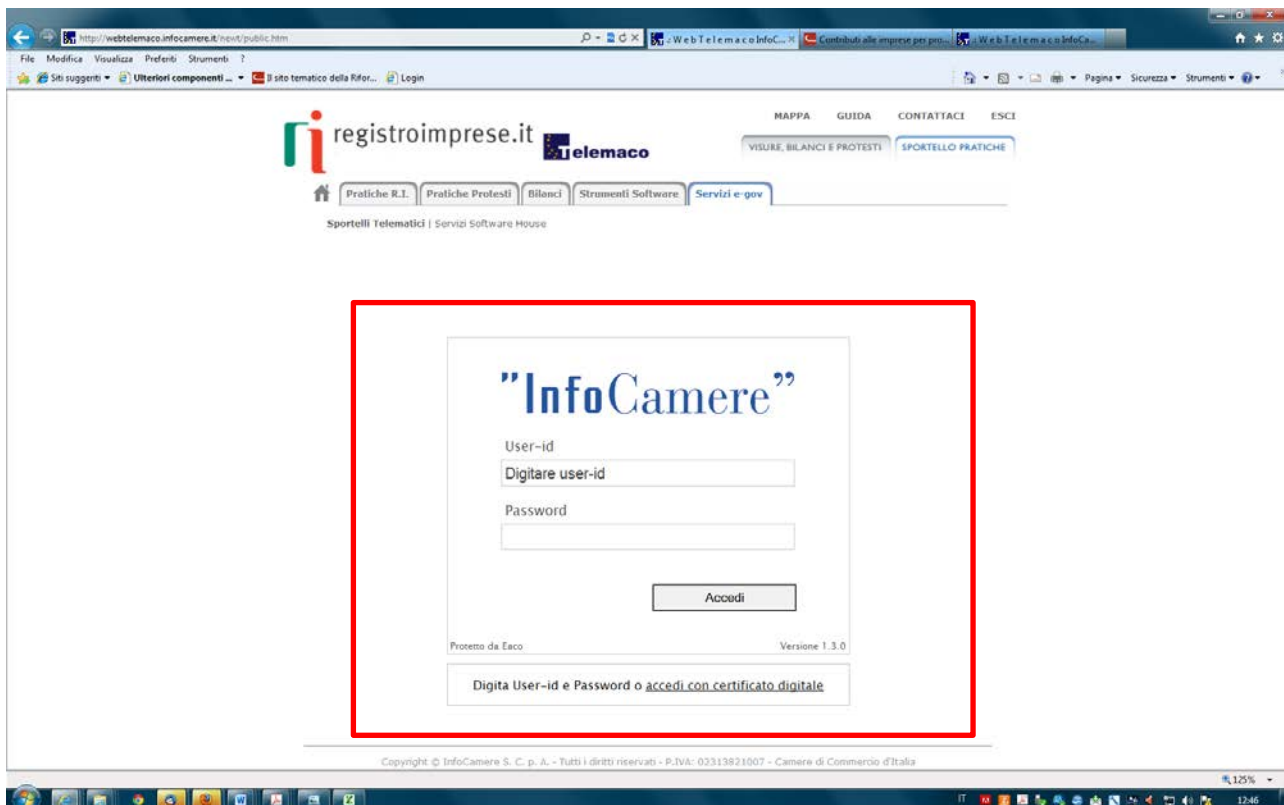 http://webtelemaco.infocamere.it/newt/public.htm
.:WebTelemacoInfoC...
Contributi alle imprese per pro...
.:WebTelemacoInfoCa...
File Modifica Visualizza Preferiti Strumenti ?
Siti suggeriti Ulteriori componenti ... Il sito tematico della Rifor... Login
Pagina Sicurezza Strumenti
MAPPA GUIDA CONTATTACI ESCI
ri registroimprese.it Telemaco
VISURE, BILANCI E PROTESTI SPORTELLO PRATICHE
Pratiche R.I. Pratiche Protesti Bilanci Strumenti Software Servizi e-gov
Sportelli Telematici | Servizi Software House
"InfoCamere"
User-id
Digitare user-id
Password
Accedi
Protetto da Eaco Versione 1.3.0
Digita User-id e Password o accedi con certificato digitale
Copyright © InfoCamere S. C. p. A. - Tutti i diritti riservati - P.IVA: 02313821007 - Camere di Commercio d'Italia
125%
IT 12:46